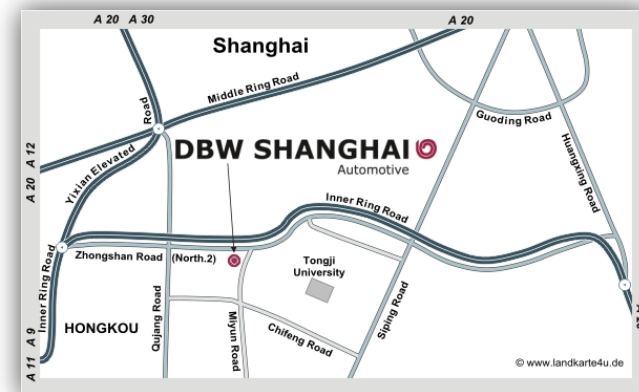 A 20 A 30
A 20
Shanghai
Middle Ring Road
Road
Guoding Road
A 12
DBW SHANGHAI
Automotive
Huangxing Road
A 20
Yixian Elevated
Inner Ring Road
Zhongshan Road (North.2)
Tongji
University
Inner Ring Road
Qujang Road
Siping Road
A 9
HONGKOU
Miyun Road
Chifeng Road
A 11
© www.landkarte4u.de